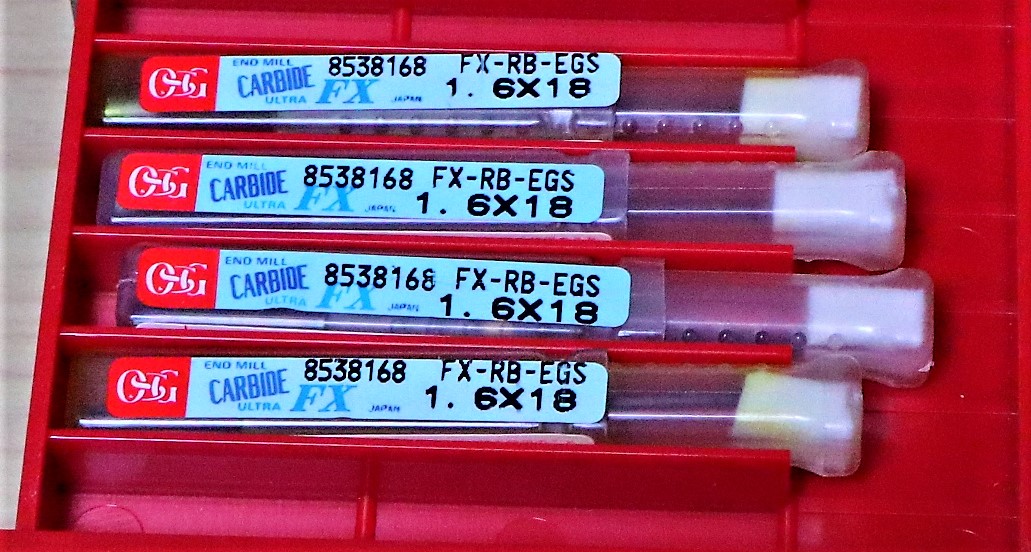 OSG END MILL CARBIDE ULTRA FX JAPAN 8538168 FX-RB-EGS
1. 6X18
OSG END MILL CARBIDE ULTRA FX JAPAN 8538168 FX-RB-EGS
1. 6X18
OSG END MILL CARBIDE ULTRA FX JAPAN 8538168 FX-RB-EGS
1. 6X18
OSG END MILL CARBIDE ULTRA FX JAPAN 8538168 FX-RB-EGS
1. 6X18